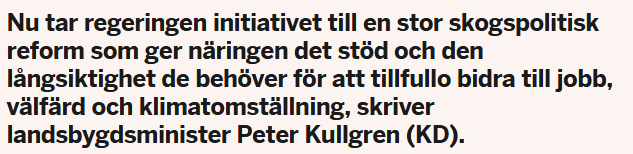 Nu tar regeringen initiativet till en stor skogspolitisk
reform som ger näringen det stöd och den
långsiktighet de behöver för att tillfullo bidra till jobb,
välfärd och klimatomställning, skriver
landsbygdsminister Peter Kullgren (KD).